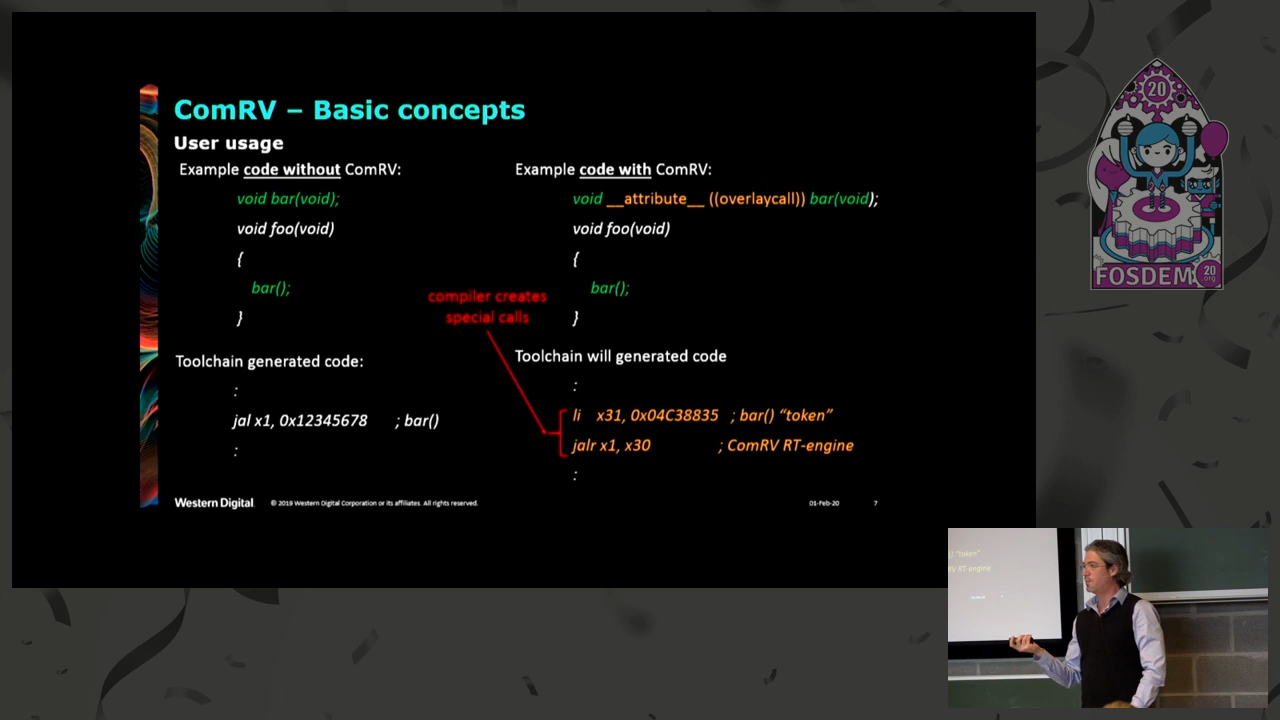 ComRV – Basic concepts
User usage
Example code without ComRV:
void bar(void);
void foo(void)
{
bar();
}
Toolchain generated code:
:
jal x1, 0x12345678 ; bar()
:
compiler creates
special calls
Example code with ComRV:
void __attribute__ ((overlaycall)) bar(void);
void foo(void)
{
bar();
}
Toolchain will generated code
:
li x31, 0x04C38835 ; bar() “token”
jalr x1, x30 ; ComRV RT-engine
:
Western Digital
© 2019 Western Digital Corporation or its affiliates. All rights reserved.
01-Feb-20
7
20
FOSDEM 20
.org
) “token”
RV RT-engine